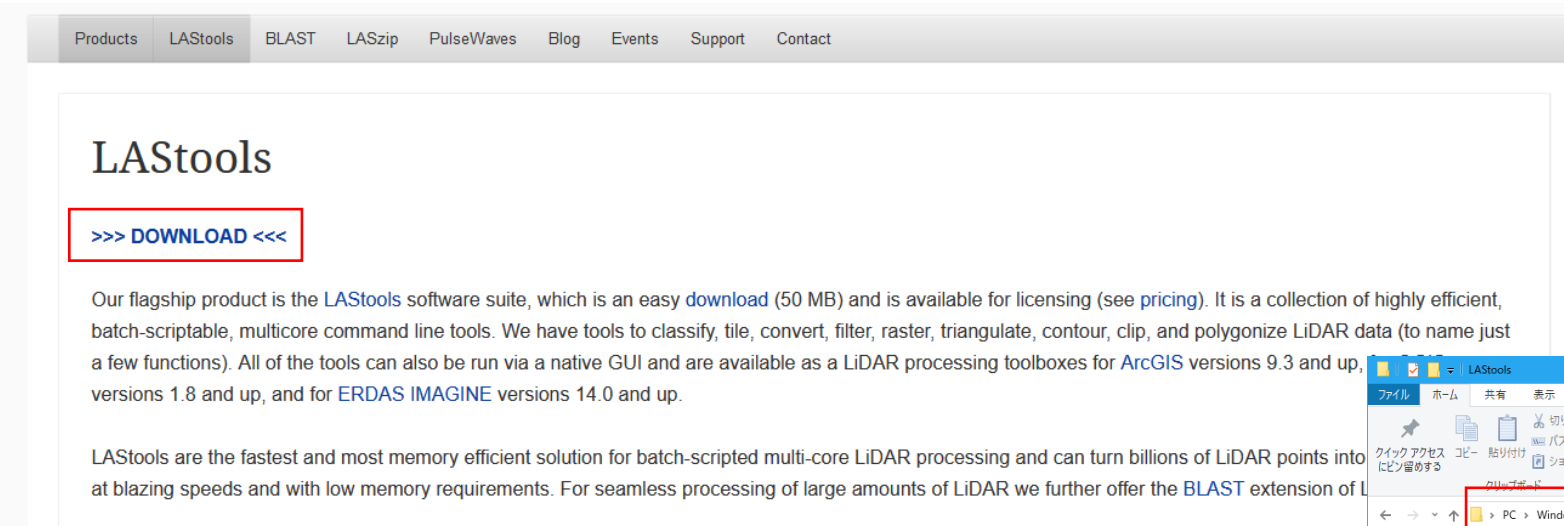 Products LAStools BLAST LASzip PulseWaves Blog Events Support Contact
LAStools
>>> DOWNLOAD <<<
Our flagship product is the LAStools software suite, which is an easy download (50 MB) and is available for licensing (see pricing). It is a collection of highly efficient,
batch-scriptable, multicore command line tools. We have tools to classify, tile, convert, filter, raster, triangulate, contour, clip, and polygonize LiDAR data (to name just
a few functions). All of the tools can also be run via a native GUI and are available as a LiDAR processing toolboxes for ArcGIS versions 9.3 and up,
versions 1.8 and up, and for ERDAS IMAGINE versions 14.0 and up.
LAStools are the fastest and most memory efficient solution for batch-scripted multi-core LiDAR processing and can turn billions of LiDAR points into
at blazing speeds and with low memory requirements. For seamless processing of large amounts of LiDAR we further offer the BLAST extension of
LAStools
ファイル ホーム 共有 表示
クイック アクセス
にピン留めする
コピー 貼り付け
クリップボード
PC